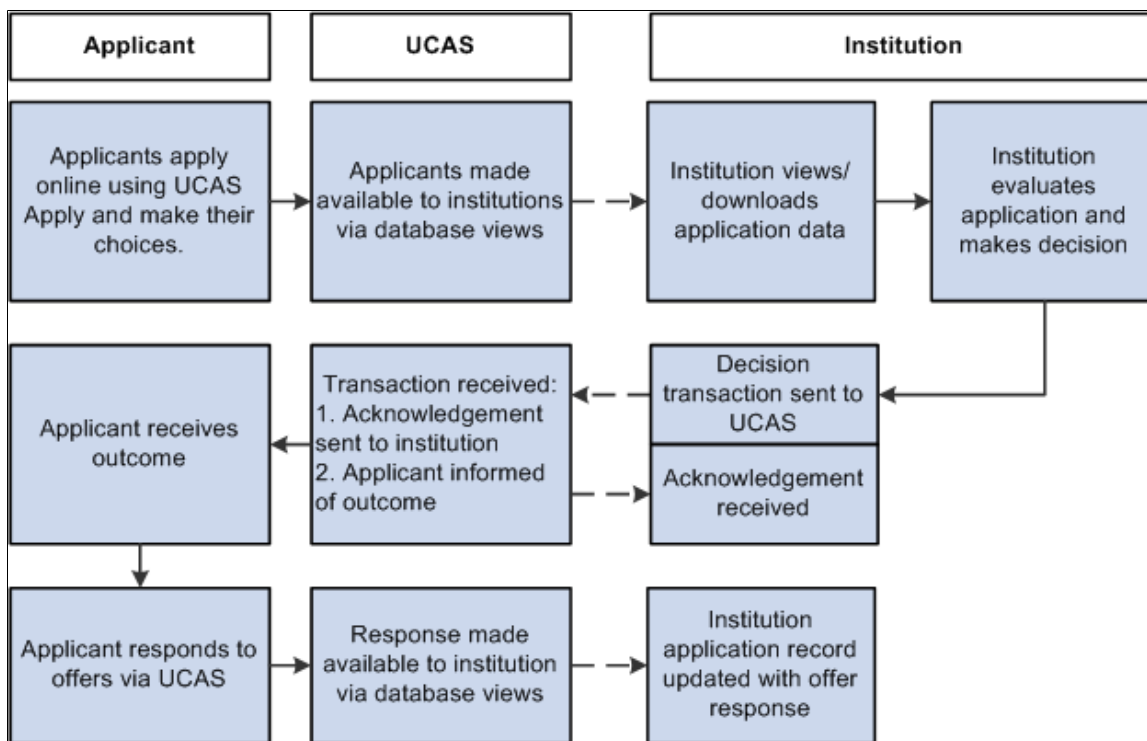 Applicant
UCAS
Institution
Applicants apply
online using UCAS
Apply and make their
choices.
Applicants made
available to institutions
via database views
Institution views/
downloads
application data
Institution
evaluates
application and
makes decision
Applicant receives
outcome
Transaction received:
1. Acknowledgement
sent to institution
2. Applicant informed
of outcome
Decision
transaction sent to
UCAS
Acknowledgement
received
Applicant responds to
offers via UCAS
Response made
available to institution
via database views
Institution
application record
updated with offer
response